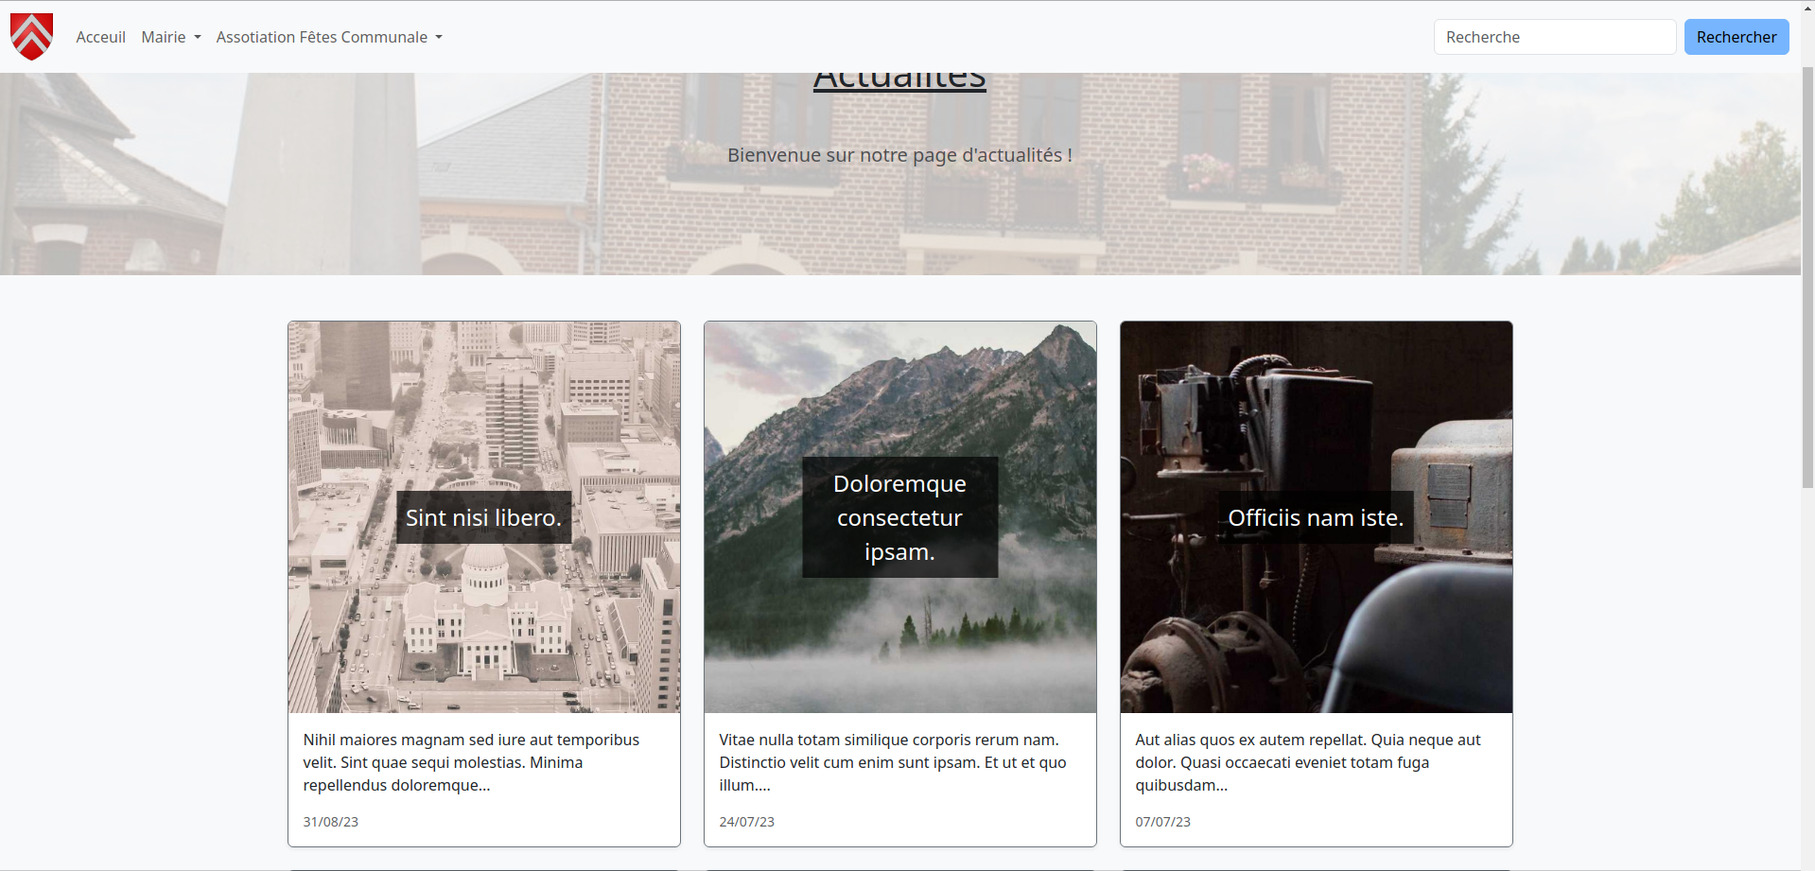 Acceuil Mairie Assotiation Fêtes Communale Recherche Rechercher
Actualités
Bienvenue sur notre page d'actualités !
Sint nisi libero.
Nihil maiores magnam sed iure aut temporibus
velit. Sint quae sequi molestias. Minima
repellendus doloremque...
31/08/23
Doloremque
consectetur
ipsam.
Vitae nulla totam similique corporis rerum nam.
Distinctio velit cum enim sunt ipsam. Et ut et quo
illum....
24/07/23
Officiis nam iste.
Aut alias quos ex autem repellat. Quia neque aut
dolor. Quasi occaecati eveniet totam fuga
quibusdam...
07/07/23